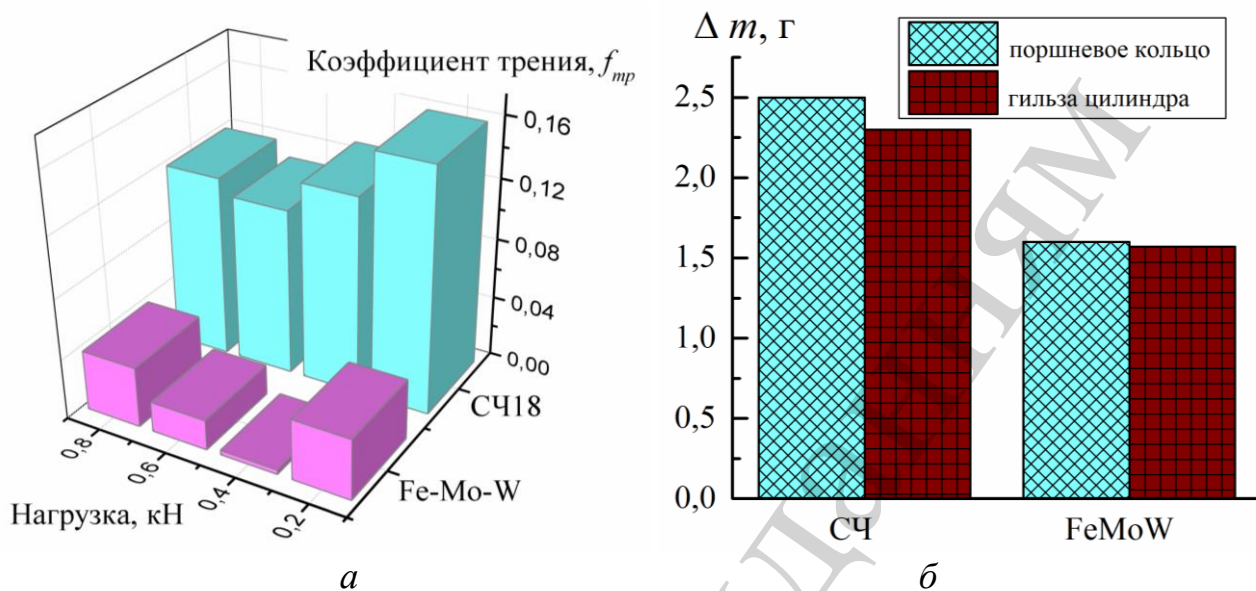 Коэффициент трения, fтр
0,16
0,12
0,08
0,04
0,00
СЧ18
Fe-Mo-W
0,8
0,6
0,4
0,2
Нагрузка, кН
а
Δ m, г
поршневое кольцо
гильза цилиндра
2,5
2,0
1,5
1,0
0,5
0,0
СЧ
FeMoW
б